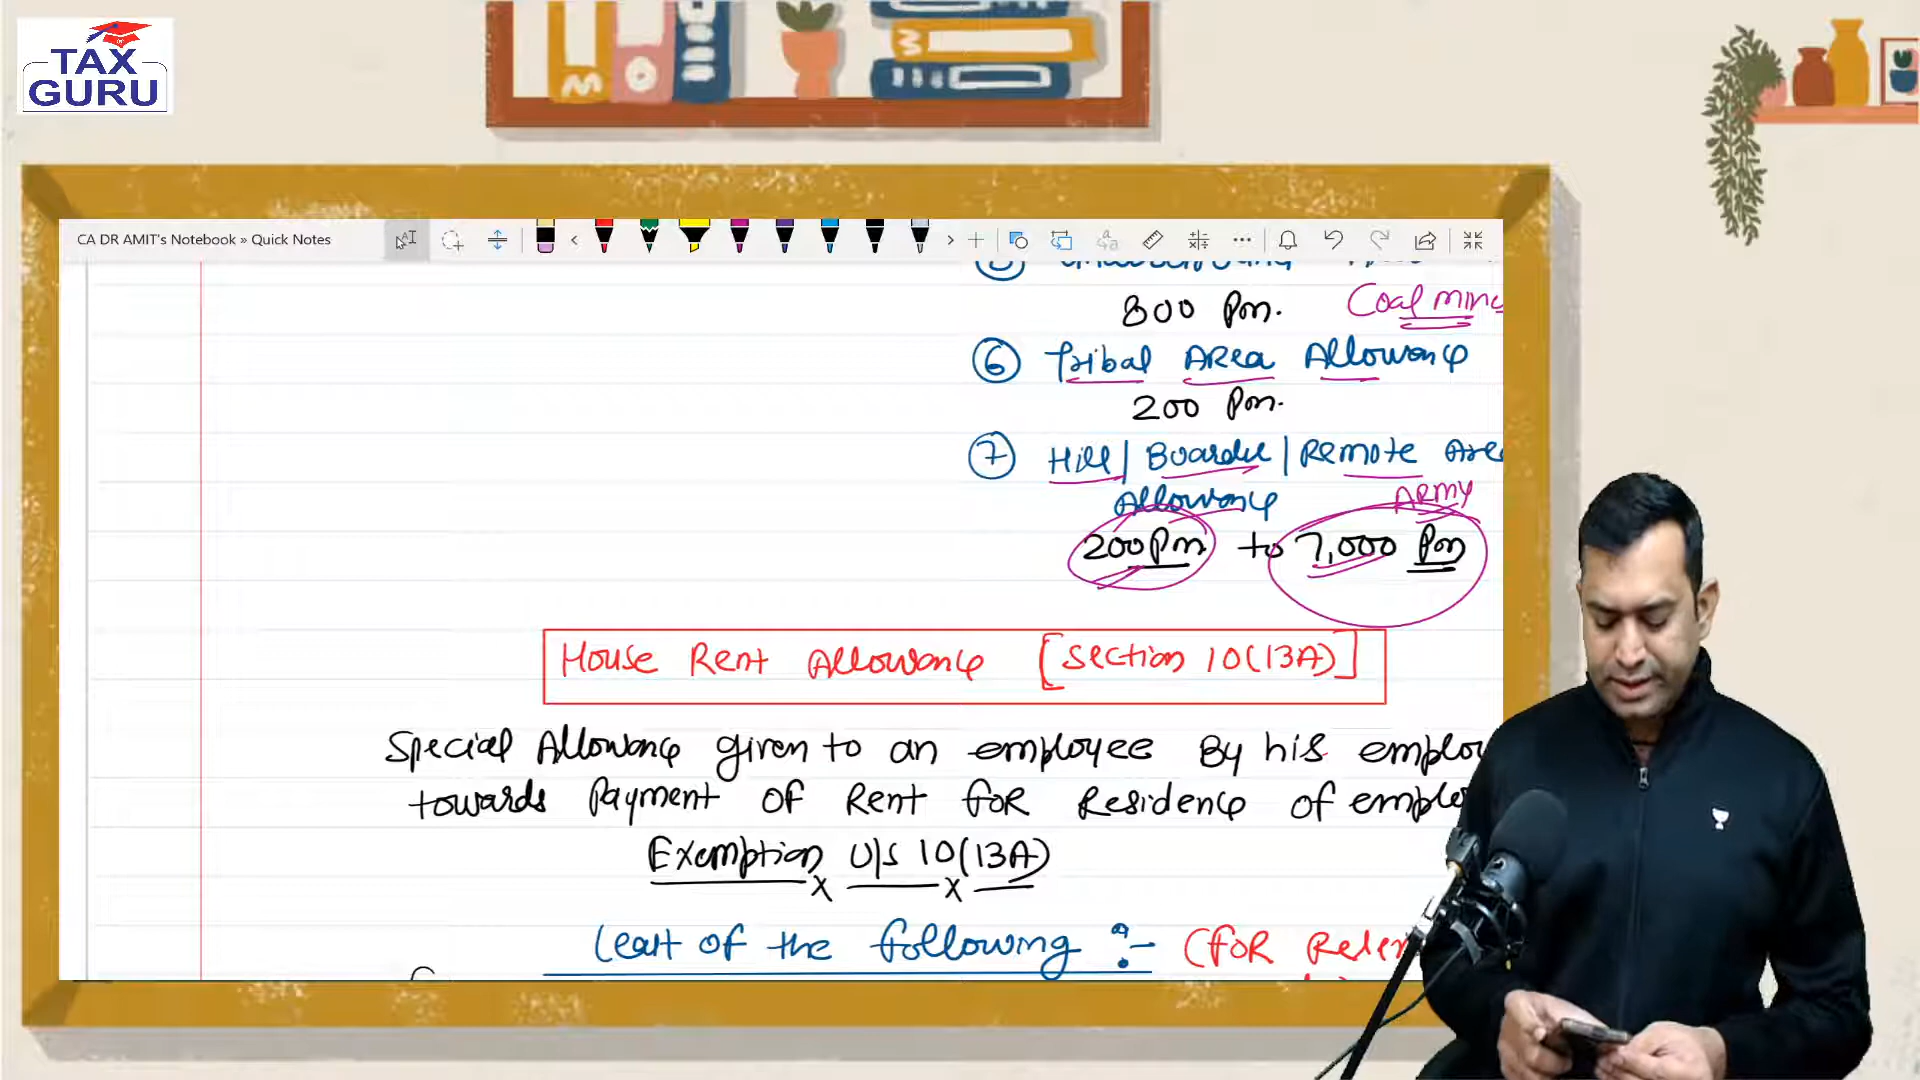 TAX
GURU
CA DR AMIT's Notebook » Quick Notes
800 Pm. Coal mine
⑥ Tribal Area Allowance
200 Pm.
⑦ Hill | Boarder | Remote Area
Allowance ARMY
200 Pm to 7,000 Pm
House Rent Allowance [Section 10(13A)]
Special Allowance given to an employee By his
towards Payment of Rent for Residence of
Exemption U/s 10(13A)
Least of the following :- (for